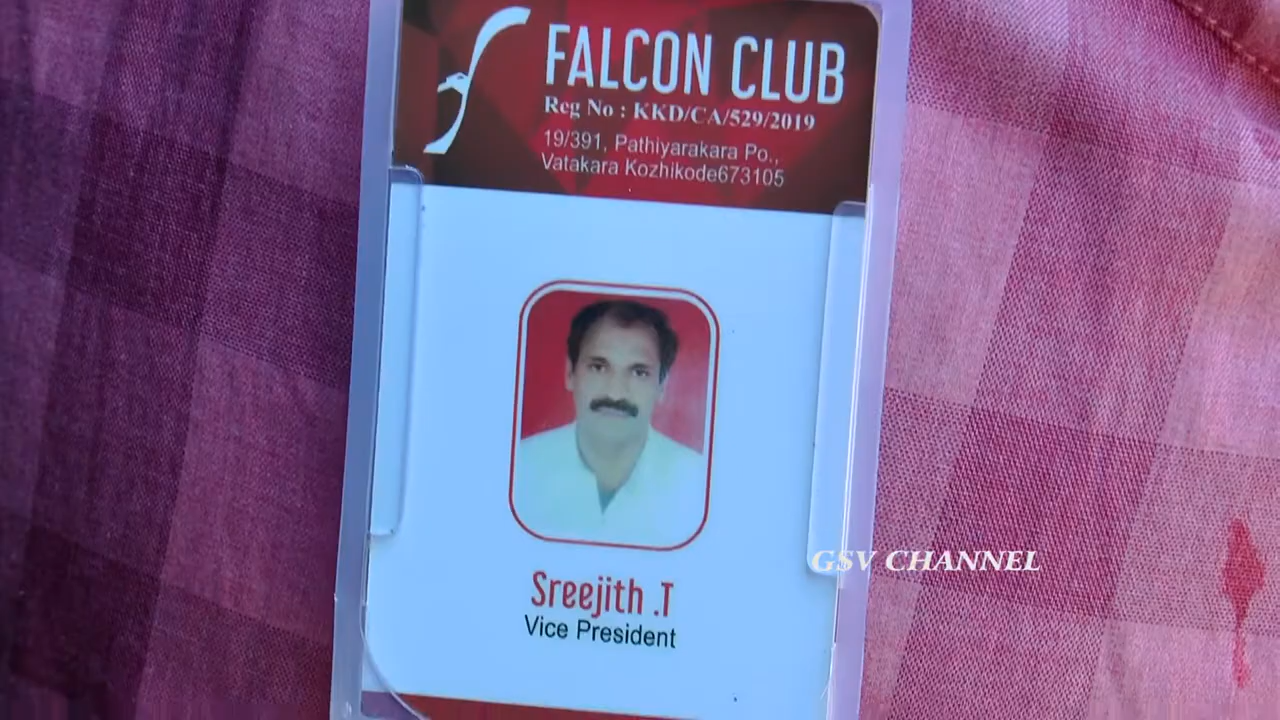 FALCON CLUB
Reg No : KKD/CA/529/2019
19/391, Pathiyarakara Po.,
Vatakara Kozhikode673105
Sreejith .T
Vice President
GSV CHANNEL